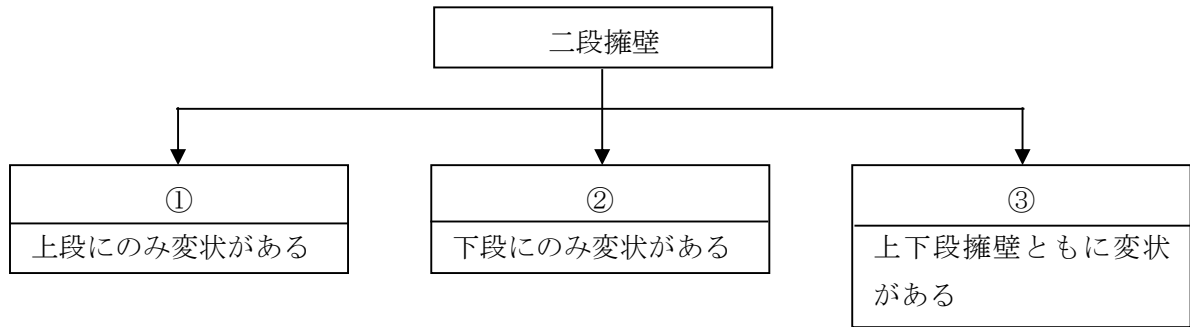 二段擁壁
①
上段にのみ変状がある
②
下段にのみ変状がある
③
上下段擁壁ともに変状
がある